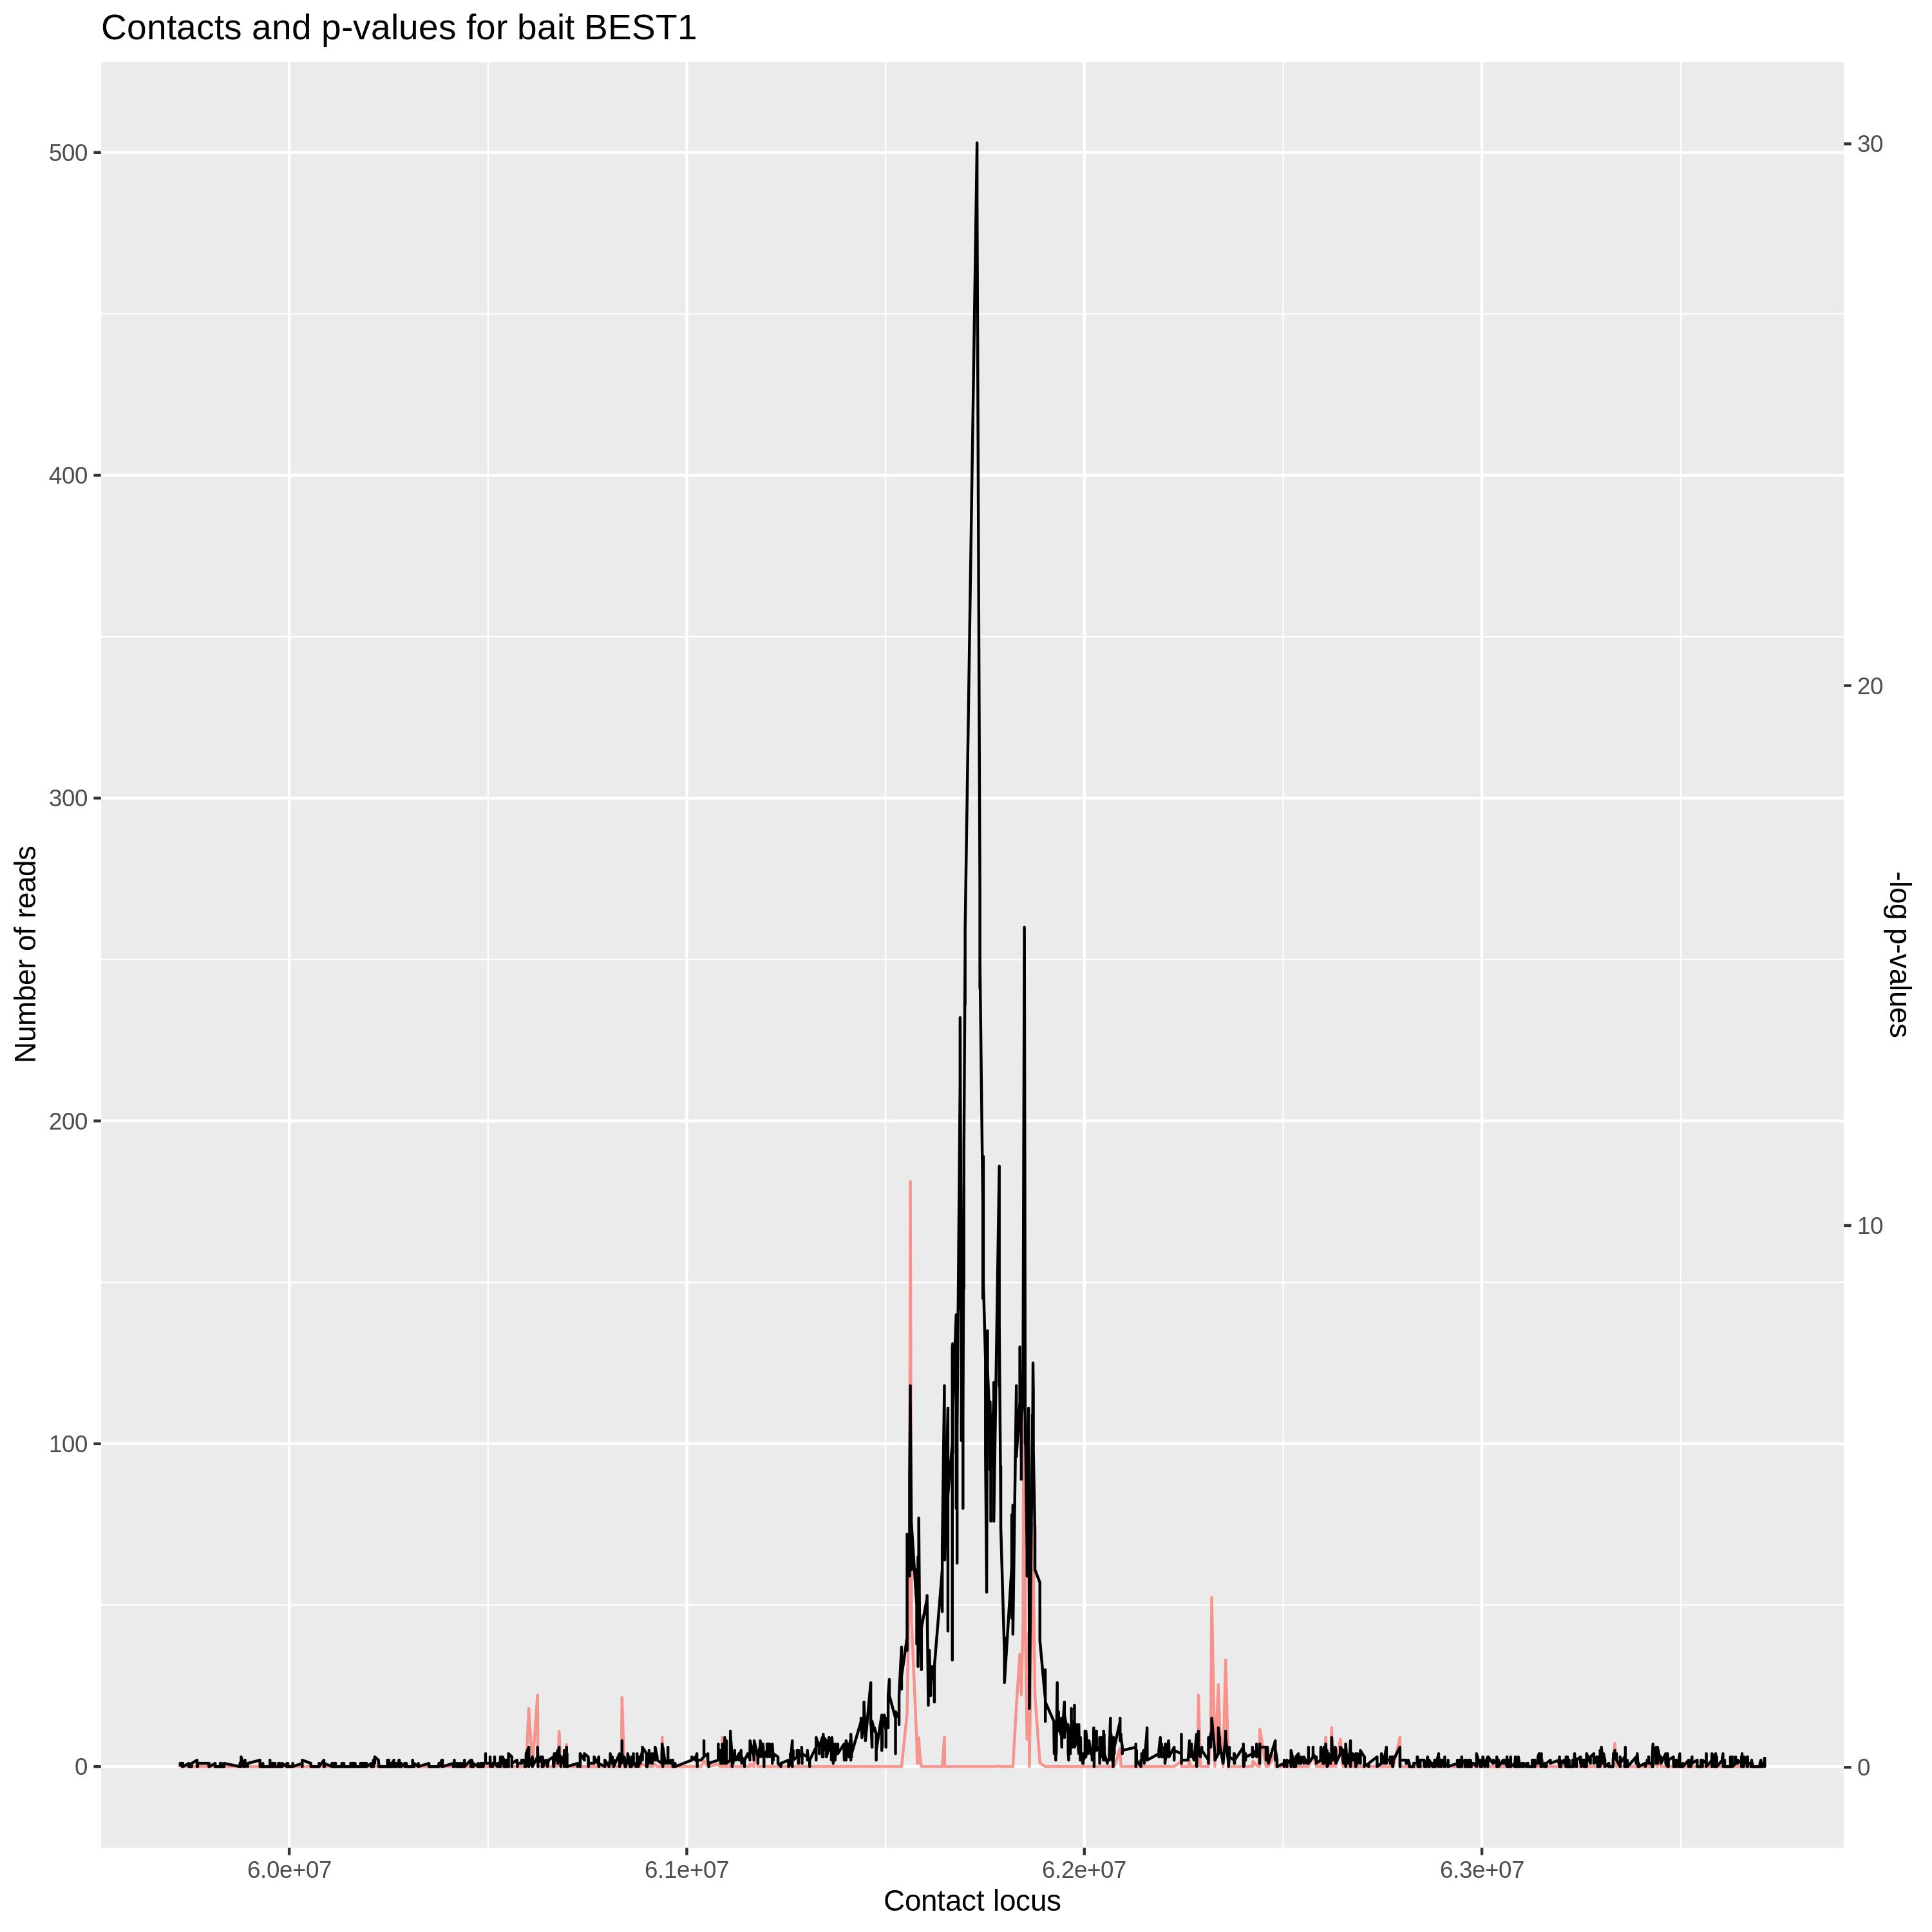 Contacts and p-values for bait BEST1
500
400
300
200
100
0
Number of reads
30
20
10
0
-log p-values
6.0e+07
6.1e+07
6.2e+07
6.3e+07
Contact locus